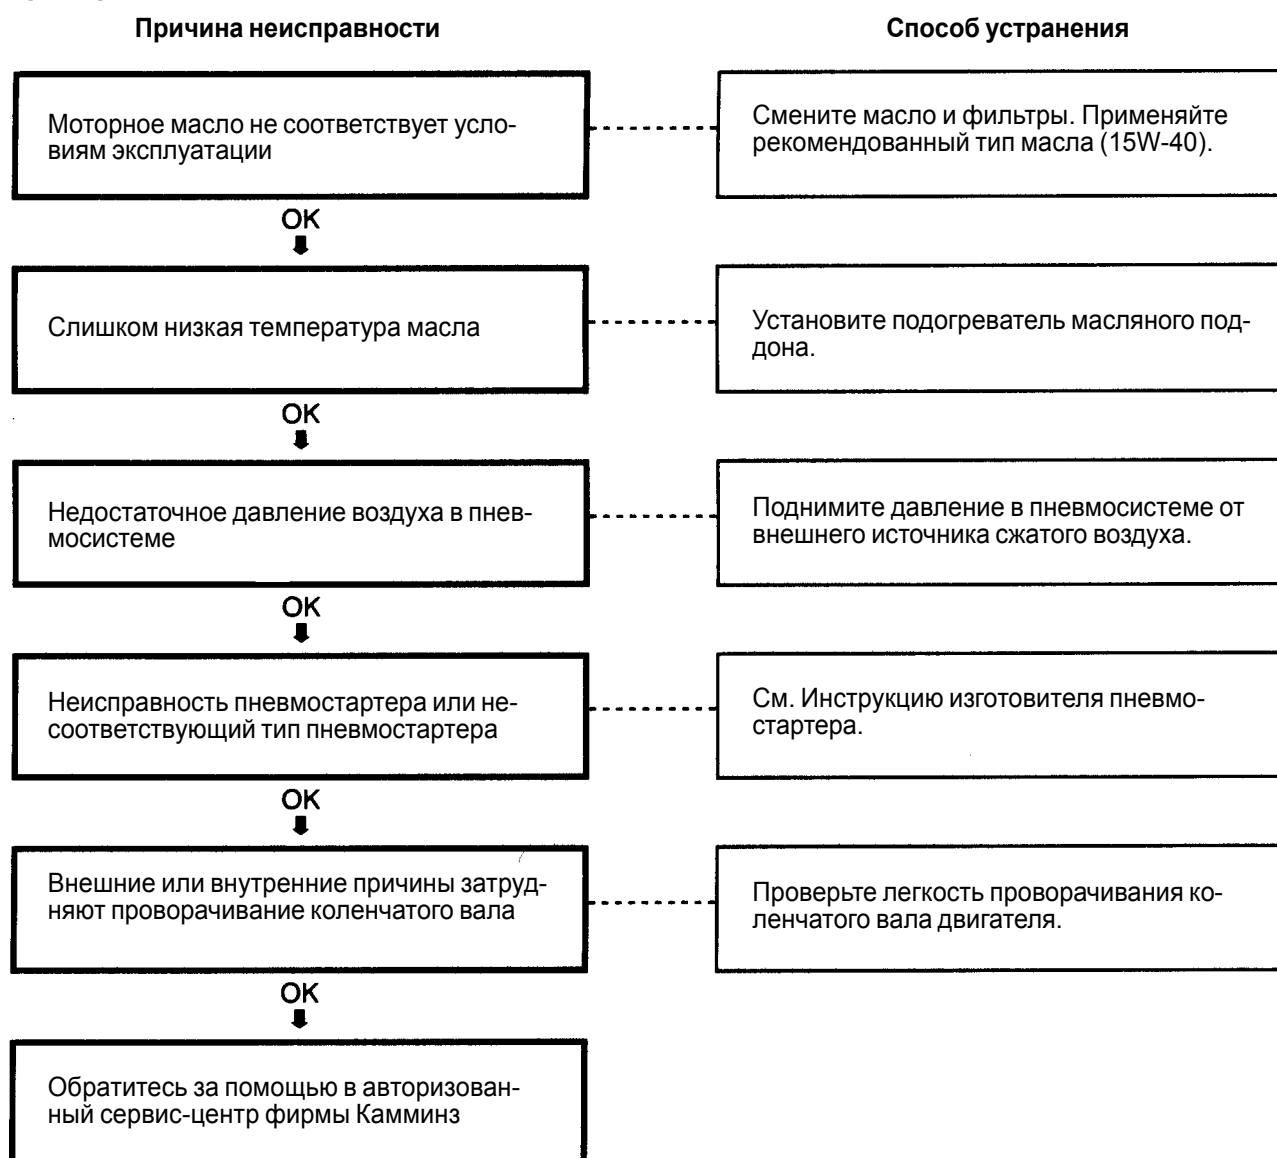 Причина неисправности
Способ устранения
Моторное масло не соответствует усло-
виям эксплуатации
Смените масло и фильтры. Применяйте
рекомендованный тип масла (15W-40).
OK
Слишком низкая температура масла
Установите подогреватель масляного под-
дона.
OK
Недостаточное давление воздуха в пнев-
мосистеме
Поднимите давление в пневмосистеме от
внешнего источника сжатого воздуха.
OK
Неисправность пневмостартера или не-
соответствующий тип пневмостартера
См. Инструкцию изготовителя пневмо-
стартера.
OK
Внешние или внутренние причины затруд-
няют проворачивание коленчатого вала
Проверьте легкость проворачивания ко-
ленчатого вала двигателя.
OK
Обратитесь за помощью в авторизован-
ный сервис-центр фирмы Камминз